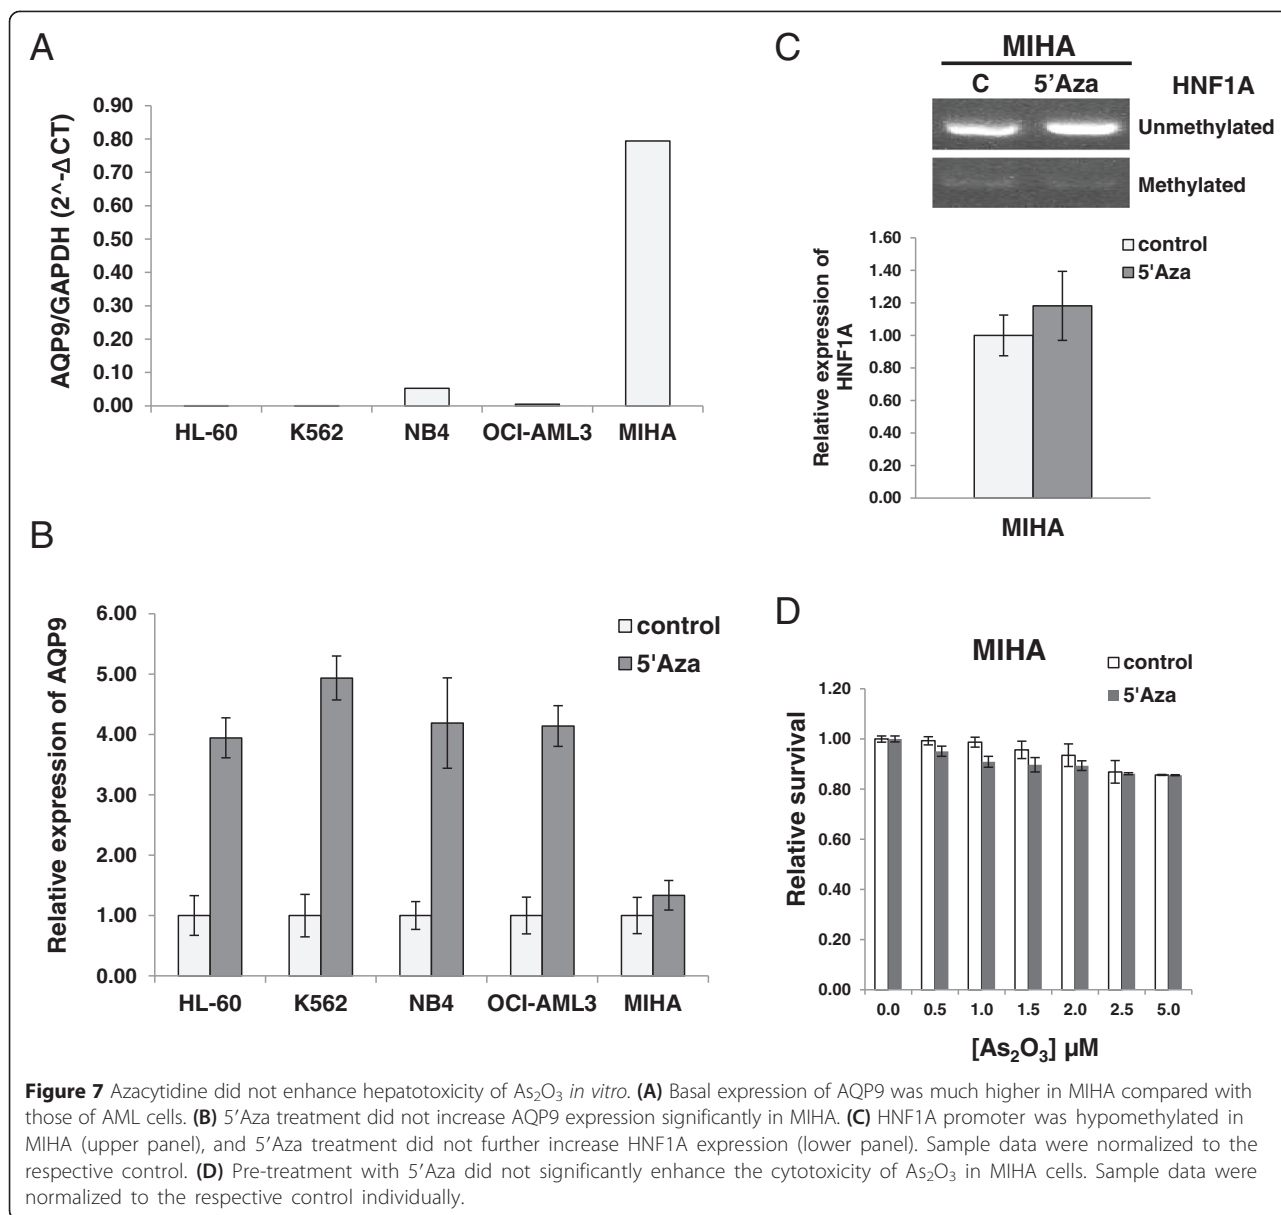 A
AQP9/GAPDH (2^-ΔCT)
0.90
0.80
0.70
0.60
0.50
0.40
0.30
0.20
0.10
0.00
HL-60 K562 NB4 OCI-AML3 MIHA
B
Relative expression of AQP9
6.00
5.00
4.00
3.00
2.00
1.00
0.00
control
5'Aza
HL-60 K562 NB4 OCI-AML3 MIHA
C
MIHA
C 5’Aza HNF1A
Unmethylated
Methylated
Relative expression of
HNF1A
1.60
1.40
1.20
1.00
0.80
0.60
0.40
0.20
0.00
control
5'Aza
MIHA
D
MIHA
control
5'Aza
Relative survival
1.20
1.00
0.80
0.60
0.40
0.20
0.00
0.0 0.5 1.0 1.5 2.0 2.5 5.0
[As₂O₃] µM
Figure 7 Azacytidine did not enhance hepatotoxicity of As₂O₃ in vitro. (A) Basal expression of AQP9 was much higher in MIHA compared with
those of AML cells. (B) 5′Aza treatment did not increase AQP9 expression significantly in MIHA. (C) HNF1A promoter was hypomethylated in
MIHA (upper panel), and 5′Aza treatment did not further increase HNF1A expression (lower panel). Sample data were normalized to the
respective control. (D) Pre-treatment with 5′Aza did not significantly enhance the cytotoxicity of As₂O₃ in MIHA cells. Sample data were
normalized to the respective control individually.